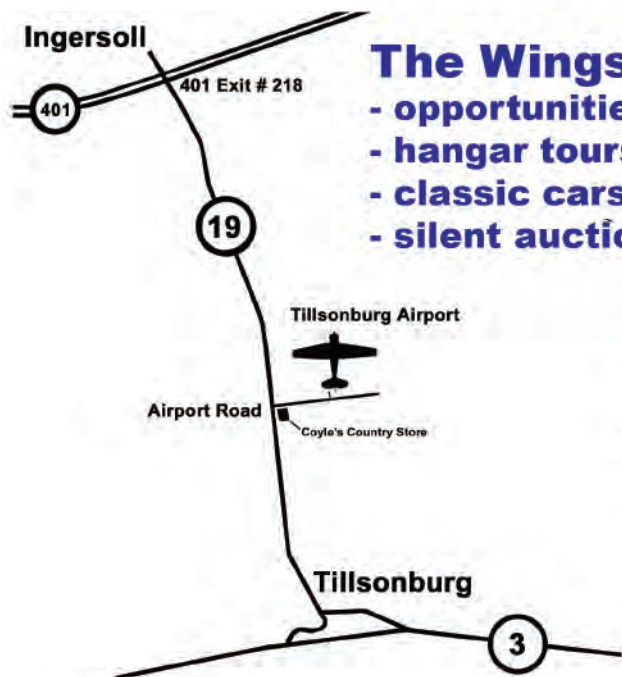 Ingersoll
The Wings
401 Exit # 218
401
- opportunitie
- hangar tours
- classic cars
- silent auctio
19
Tillsonburg Airport
Airport Road
Coyle's Country Store
Tillsonburg
3